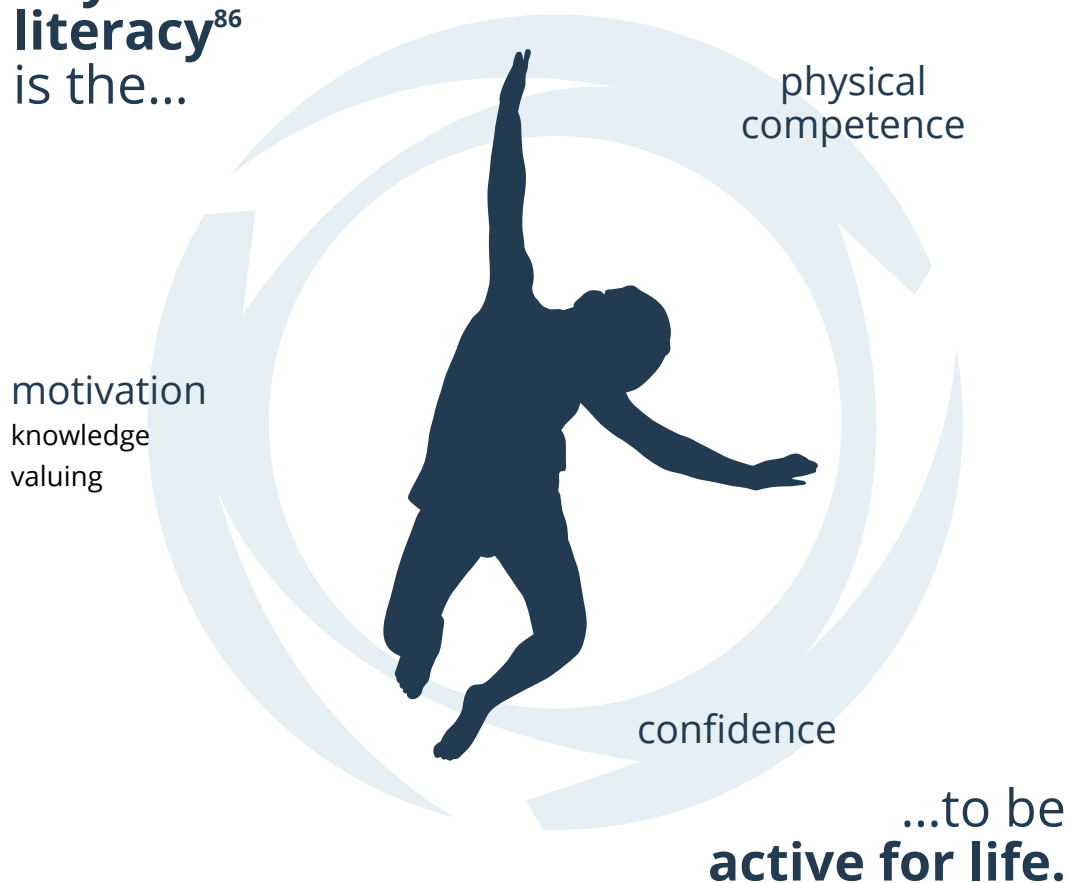 literacy⁸⁶
is the...
physical
competence
motivation
knowledge
valuing
confidence
...to be
active for life.